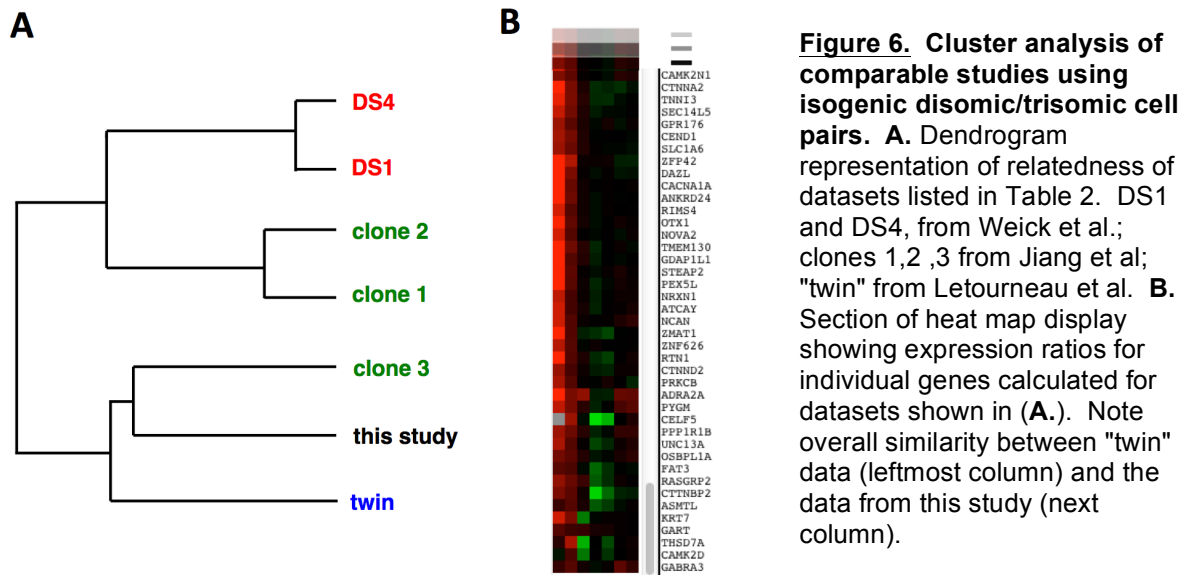 A
DS4
DS1
clone 2
clone 1
clone 3
this study
twin
B
CAMK2N1
CTNNA2
TNNI3
SEC14L5
GPR176
CEND1
SLC1A6
ZFP42
DAZL
CACNA1A
ANKRD24
RIMS4
OTX1
NOVA2
TMEM130
GDAP1L1
STEAP2
PEX5L
NRXN1
ATCAY
NCAN
ZMAT1
ZNF626
RTN1
CTNND2
PRKCB
ADRA2A
PYGM
CELF5
PPP1R1B
UNC13A
OSBPL1A
FAT3
RASGRP2
CTTNBP2
ASMTL
KRT7
GART
THSD7A
CAMK2D
GABRA3
Figure 6. Cluster analysis of
comparable studies using
isogenic disomic/trisomic cell
pairs. A. Dendrogram
representation of relatedness of
datasets listed in Table 2. DS1
and DS4, from Weick et al.;
clones 1,2 ,3 from Jiang et al;
"twin" from Letourneau et al. B.
Section of heat map display
showing expression ratios for
individual genes calculated for
datasets shown in (A.). Note
overall similarity between "twin"
data (leftmost column) and the
data from this study (next
column).